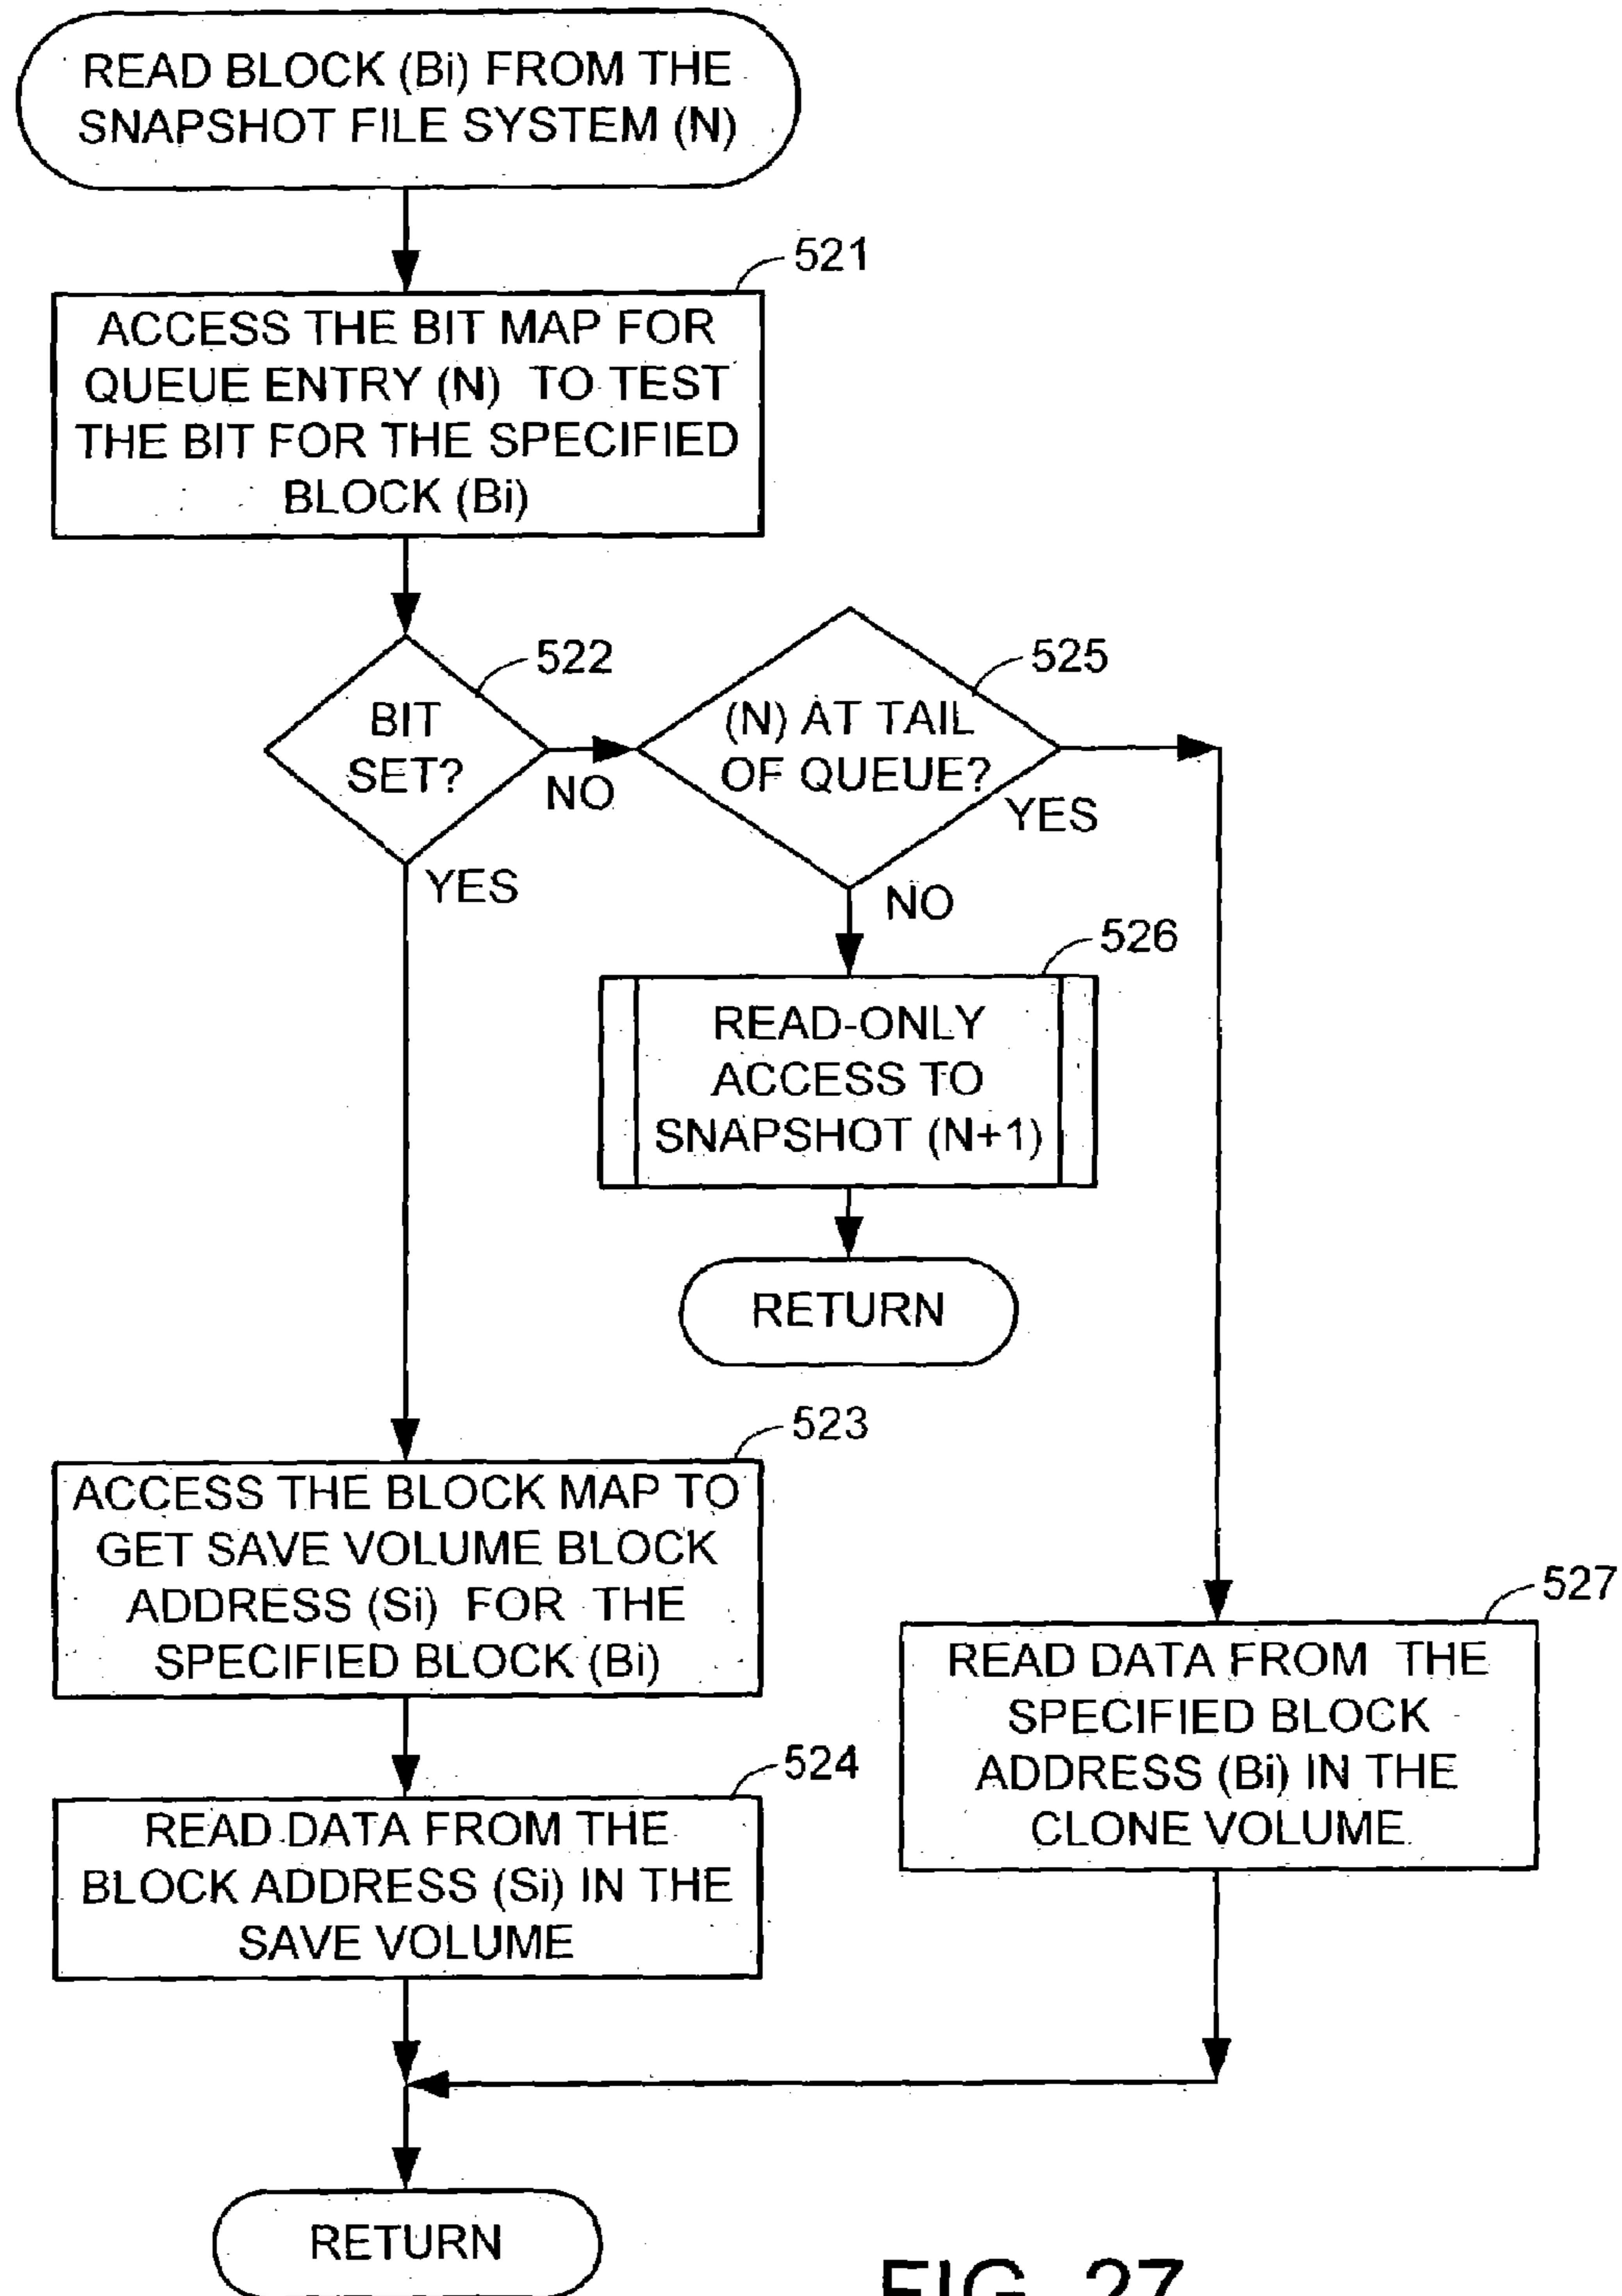 READ BLOCK (Bi) FROM THE
SNAPSHOT FILE SYSTEM (N)
521
ACCESS THE BIT MAP FOR
QUEUE ENTRY (N) TO TEST
THE BIT FOR THE SPECIFIED
BLOCK (Bi)
522
BIT
SET?
NO
YES
525
(N) AT TAIL
OF QUEUE?
YES
NO
526
READ-ONLY
ACCESS TO
SNAPSHOT (N+1)
RETURN
523
ACCESS THE BLOCK MAP TO
GET SAVE VOLUME BLOCK
ADDRESS (Si) FOR THE
SPECIFIED BLOCK (Bi)
524
READ DATA FROM THE
BLOCK ADDRESS (Si) IN THE
SAVE VOLUME
527
READ DATA FROM THE
SPECIFIED BLOCK
ADDRESS (Bi) IN THE
CLONE VOLUME.
RETURN
FIG. 27